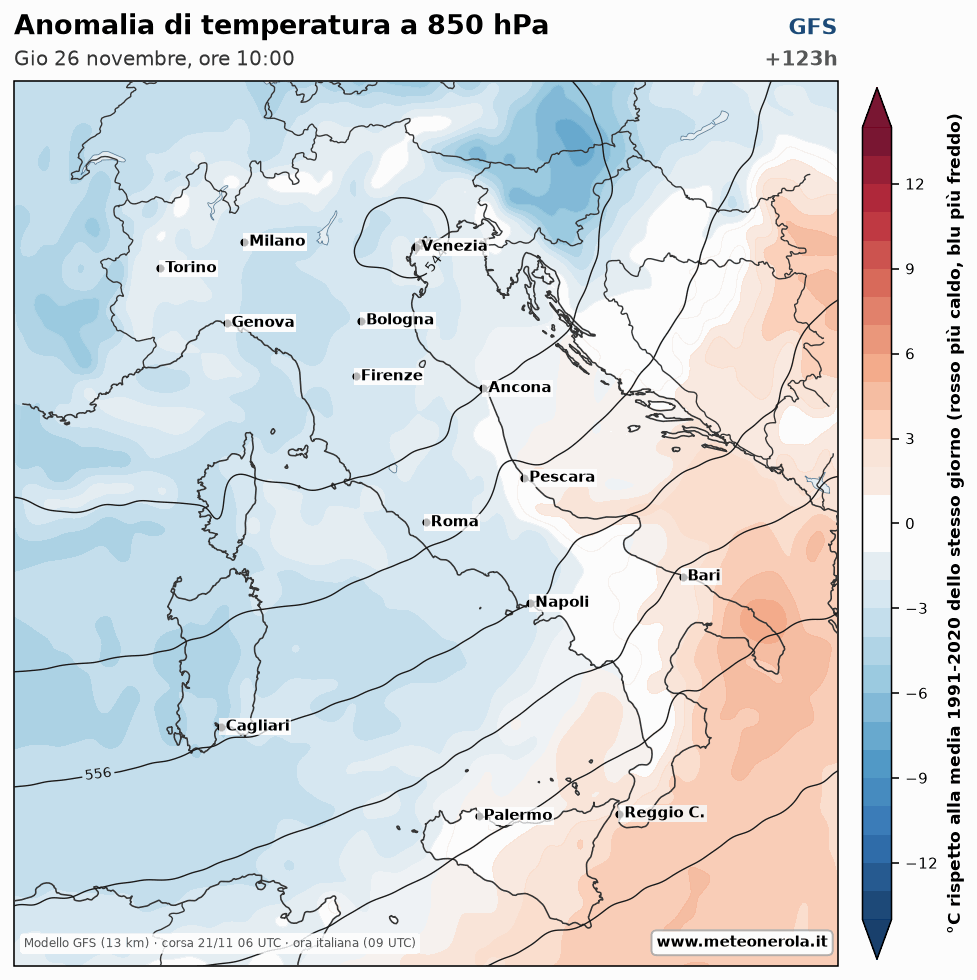 Anomalia di temperatura a 850 hPa
GFS
Gio 26 novembre, ore 10:00
+123h
Milano
Venezia
Torino
Genova
Bologna
Firenze
Ancona
Pescara
Roma
Bari
Napoli
Cagliari
556
Palermo
Reggio C.
12
9
6
3
0
−3
−6
−9
−12
°C rispetto alla media 1991-2020 dello stesso giorno (rosso più caldo, blu più freddo)
Modello GFS (13 km) · corsa 21/11 06 UTC · ora italiana (09 UTC)
www.meteonerola.it